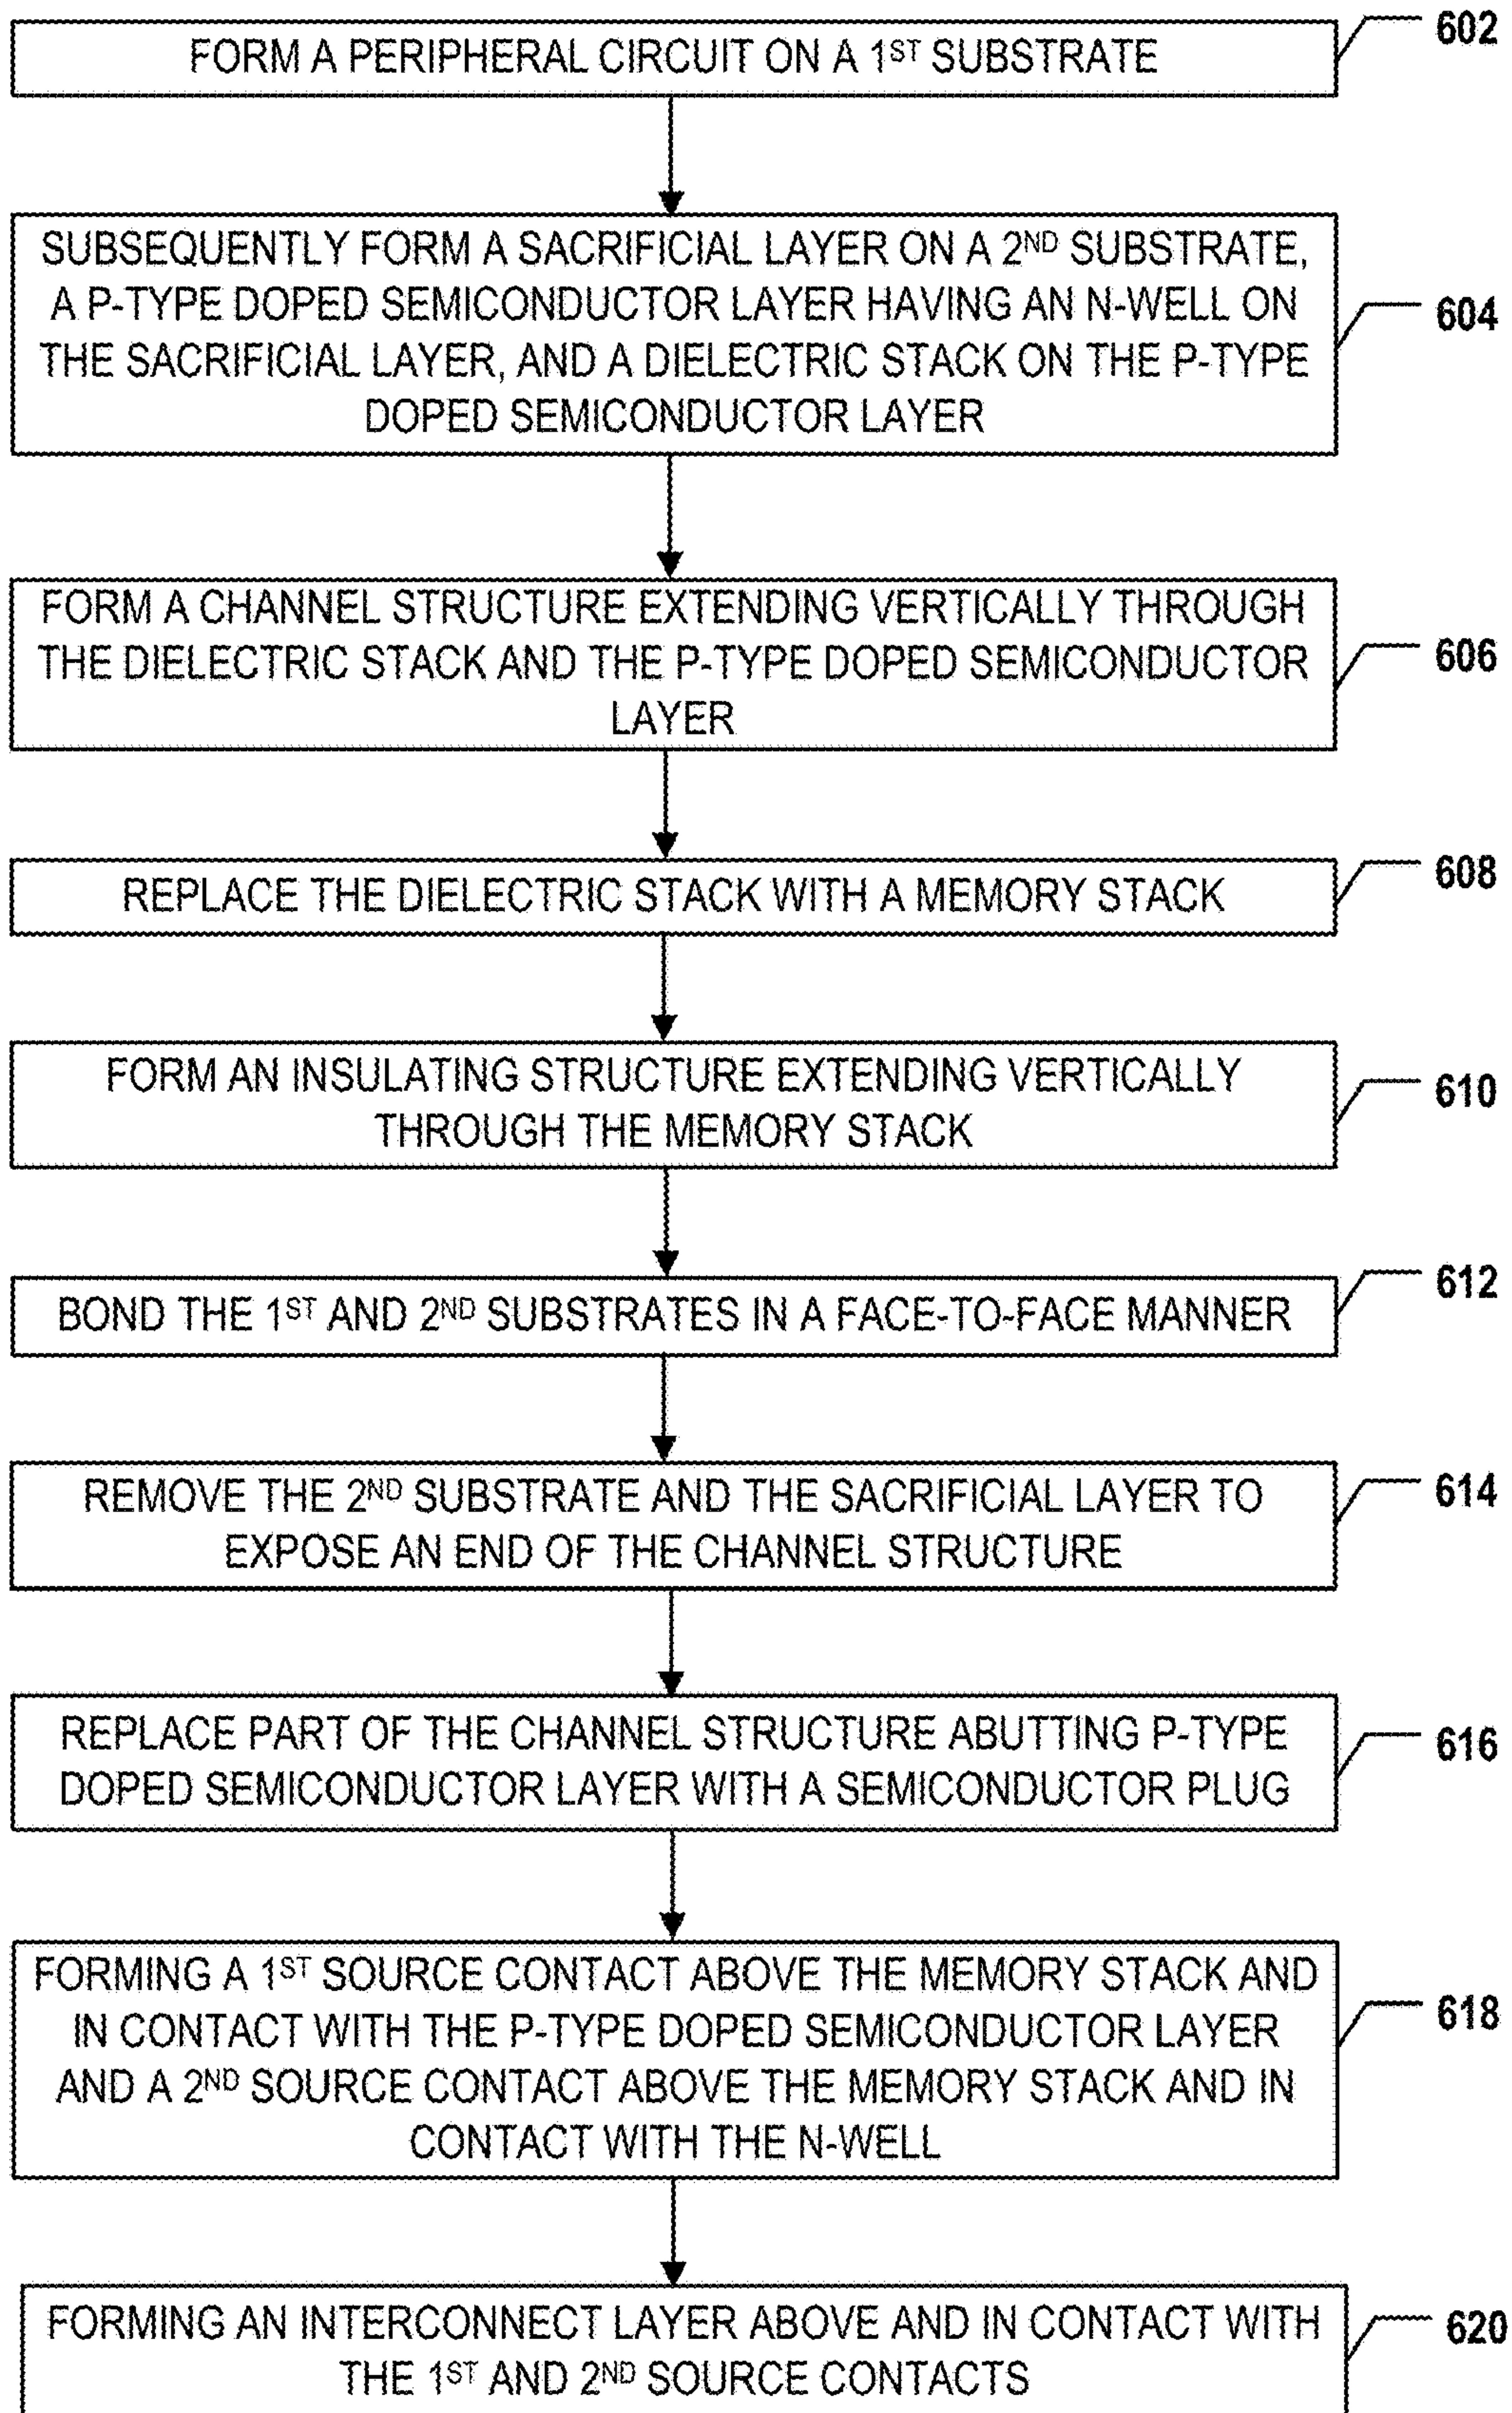 FORM A PERIPHERAL CIRCUIT ON A 1ST SUBSTRATE
602
SUBSEQUENTLY FORM A SACRIFICIAL LAYER ON A 2ND SUBSTRATE,
A P-TYPE DOPED SEMICONDUCTOR LAYER HAVING AN N-WELL ON
THE SACRIFICIAL LAYER, AND A DIELECTRIC STACK ON THE P-TYPE
DOPED SEMICONDUCTOR LAYER
604
FORM A CHANNEL STRUCTURE EXTENDING VERTICALLY THROUGH
THE DIELECTRIC STACK AND THE P-TYPE DOPED SEMICONDUCTOR
LAYER
606
REPLACE THE DIELECTRIC STACK WITH A MEMORY STACK
608
FORM AN INSULATING STRUCTURE EXTENDING VERTICALLY
THROUGH THE MEMORY STACK
610
BOND THE 1ST AND 2ND SUBSTRATES IN A FACE-TO-FACE MANNER
612
REMOVE THE 2ND SUBSTRATE AND THE SACRIFICIAL LAYER TO
EXPOSE AN END OF THE CHANNEL STRUCTURE
614
REPLACE PART OF THE CHANNEL STRUCTURE ABUTTING P-TYPE
DOPED SEMICONDUCTOR LAYER WITH A SEMICONDUCTOR PLUG
616
FORMING A 1ST SOURCE CONTACT ABOVE THE MEMORY STACK AND
IN CONTACT WITH THE P-TYPE DOPED SEMICONDUCTOR LAYER
AND A 2ND SOURCE CONTACT ABOVE THE MEMORY STACK AND IN
CONTACT WITH THE N-WELL
618
FORMING AN INTERCONNECT LAYER ABOVE AND IN CONTACT WITH
THE 1ST AND 2ND SOURCE CONTACTS
620